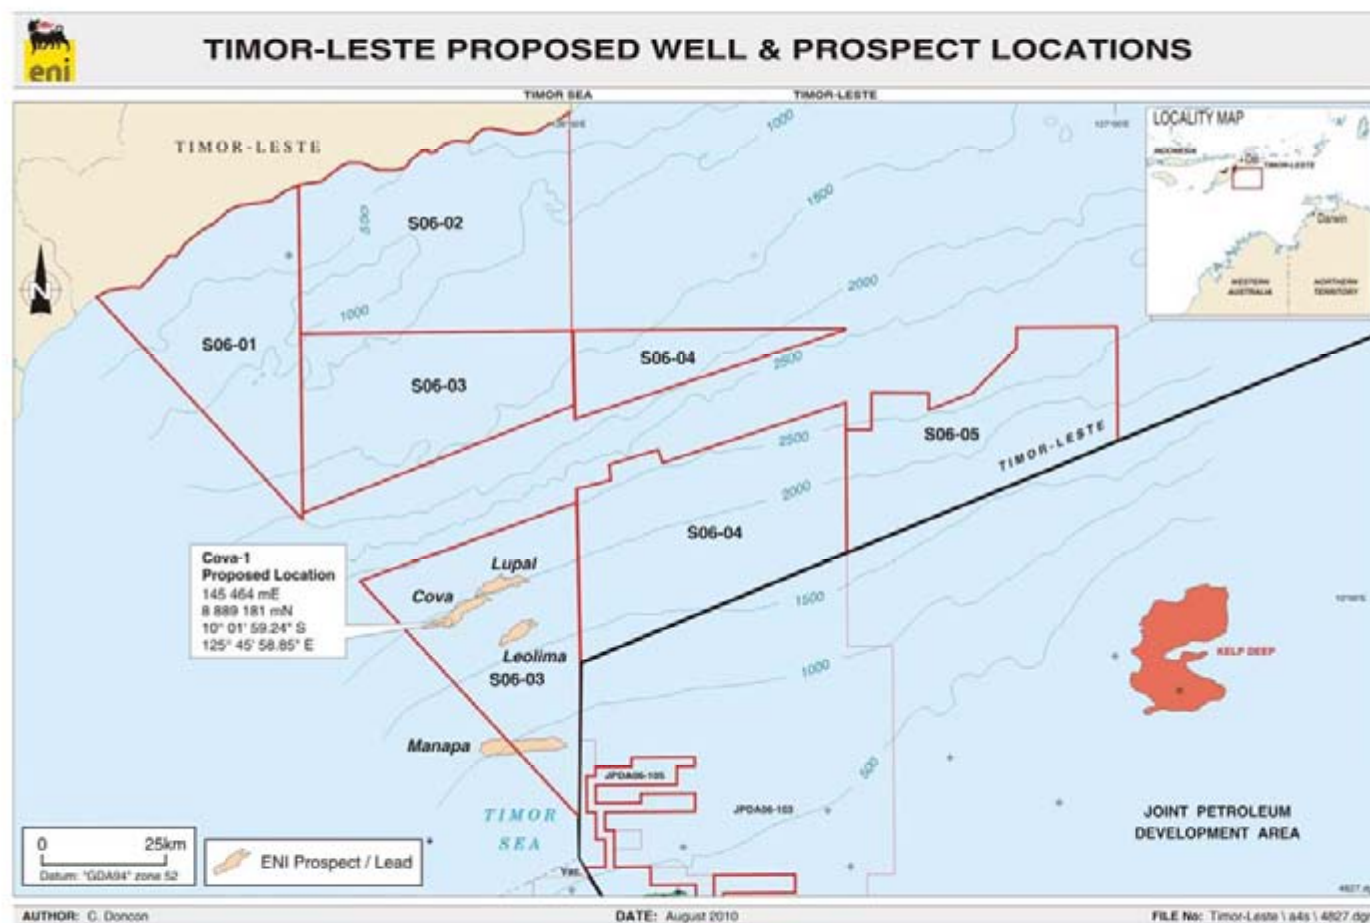 eni
TIMOR-LESTE PROPOSED WELL & PROSPECT LOCATIONS
TIMOR SEA
TIMOR-LESTE
TIMOR-LESTE
1000
1500
500
S06-02
LOCALITY MAP
INDONESIA
TIMOR-LESTE
Darwin
WESTERN
AUSTRALIA
NORTHERN
TERRITORY
N
1000
2000
S06-01
S06-03
S06-04
2500
S06-05
TIMOR-LESTE
2500
2000
S06-04
Cova-1
Proposed Location
145 464 mE
8 889 181 mN
10° 01' 59.24" S
125° 45' 58.85" E
Lupal
Cova
1500
Leolima
S06-03
1000
KELP DEEP
Manapa
500
JPDA06-105
JPDA06-103
TIMOR
SEA
JOINT PETROLEUM
DEVELOPMENT AREA
0 25km
Datum: "GDA94" zone 52
ENI Prospect / Lead
AUTHOR: C. Doncon
DATE: August 2010